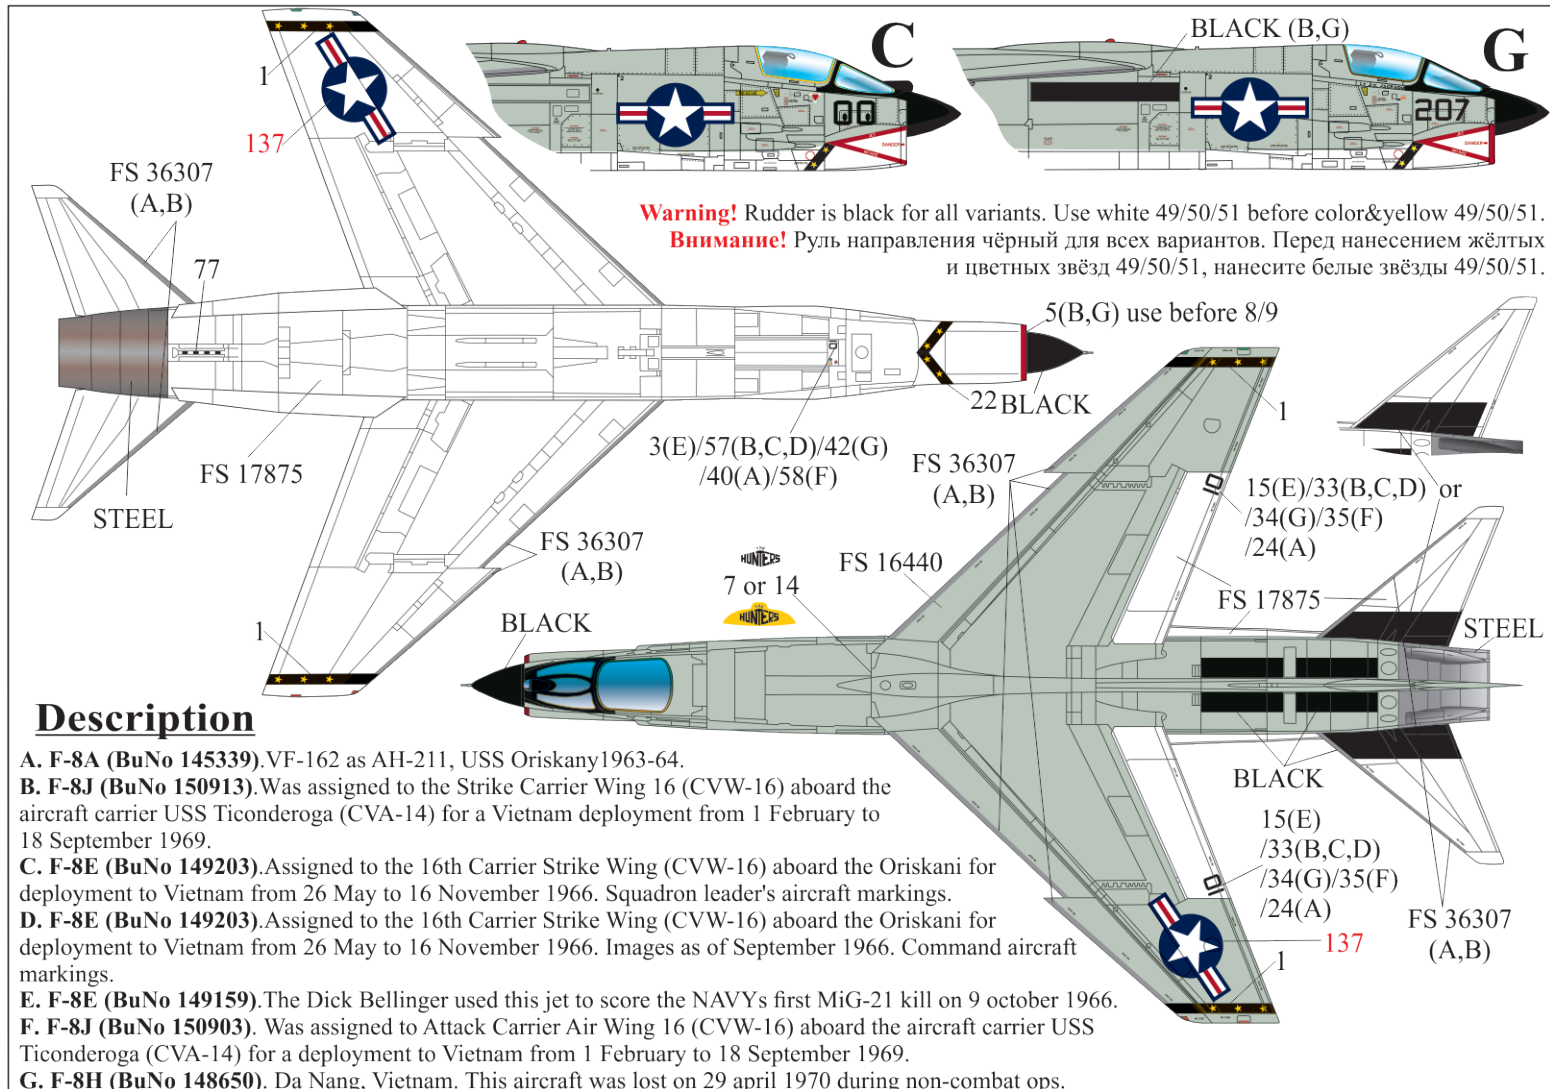 C
G
BLACK (B,G)
00
207
1
137
FS 36307
(A,B)
77
Warning! Rudder is black for all variants. Use white 49/50/51 before color&yellow 49/50/51.
Внимание! Руль направления чёрный для всех вариантов. Перед нанесением жёлтых
и цветных звёзд 49/50/51, нанесите белые звёзды 49/50/51.
5(B,G) use before 8/9
22
BLACK
1
3(E)/57(B,C,D)/42(G)
/40(A)/58(F)
FS 17875
STEEL
FS 36307
(A,B)
FS 36307
(A,B)
101
15(E)/33(B,C,D) or
/34(G)/35(F)
/24(A)
THE
HUNTERS
7 or 14
THE
HUNTERS
FS 16440
FS 17875
STEEL
1
BLACK
BLACK
15(E)
/33(B,C,D)
/34(G)/35(F)
/24(A)
10
137
1
FS 36307
(A,B)
Description
A. F-8A (BuNo 145339).VF-162 as AH-211, USS Oriskany1963-64.
B. F-8J (BuNo 150913).Was assigned to the Strike Carrier Wing 16 (CVW-16) aboard the
aircraft carrier USS Ticonderoga (CVA-14) for a Vietnam deployment from 1 February to
18 September 1969.
C. F-8E (BuNo 149203).Assigned to the 16th Carrier Strike Wing (CVW-16) aboard the Oriskani for
deployment to Vietnam from 26 May to 16 November 1966. Squadron leader's aircraft markings.
D. F-8E (BuNo 149203).Assigned to the 16th Carrier Strike Wing (CVW-16) aboard the Oriskani for
deployment to Vietnam from 26 May to 16 November 1966. Images as of September 1966. Command aircraft
markings.
E. F-8E (BuNo 149159).The Dick Bellinger used this jet to score the NAVYs first MiG-21 kill on 9 october 1966.
F. F-8J (BuNo 150903). Was assigned to Attack Carrier Air Wing 16 (CVW-16) aboard the aircraft carrier USS
Ticonderoga (CVA-14) for a deployment to Vietnam from 1 February to 18 September 1969.
G. F-8H (BuNo 148650). Da Nang, Vietnam. This aircraft was lost on 29 april 1970 during non-combat ops.